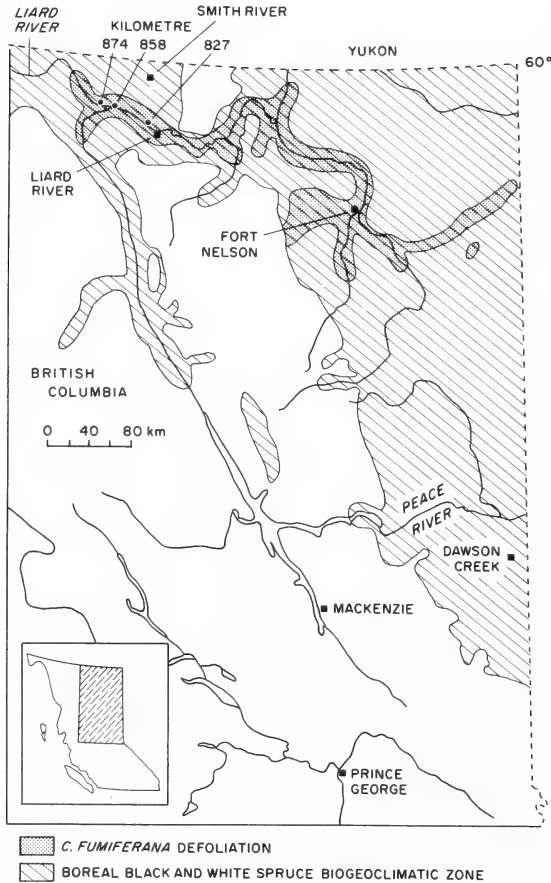 LIARD
RIVER
KILOMETRE
874 858 827
SMITH RIVER
YUKON
60°
LIARD
RIVER
FORT
NELSON
BRITISH
COLUMBIA
0 40 80 km
PEACE
RIVER
DAWSON
CREEK
MACKENZIE
PRINCE
GEORGE
C. FUMIFERANA DEFOLIATION
BOREAL BLACK AND WHITE SPRUCE BIOGEOCLIMATIC ZONE